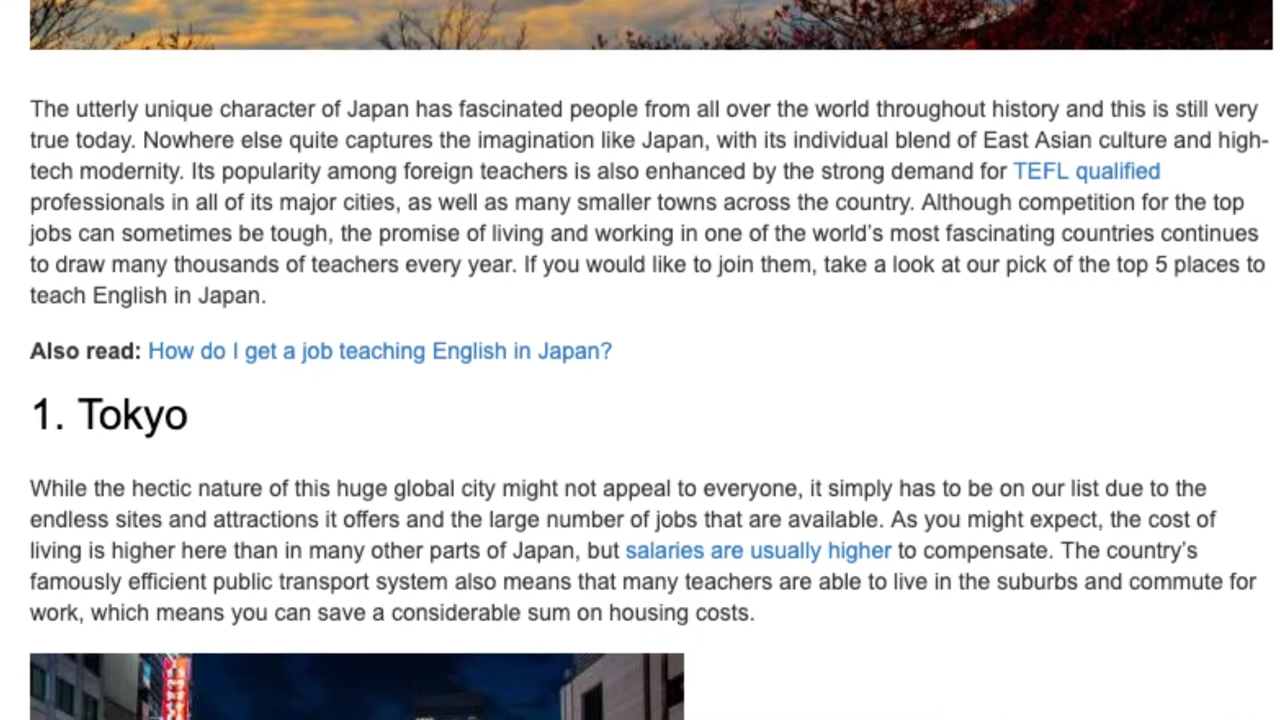 The utterly unique character of Japan has fascinated people from all over the world throughout history and this is still very
true today. Nowhere else quite captures the imagination like Japan, with its individual blend of East Asian culture and high-
tech modernity. Its popularity among foreign teachers is also enhanced by the strong demand for TEFL qualified
professionals in all of its major cities, as well as many smaller towns across the country. Although competition for the top
jobs can sometimes be tough, the promise of living and working in one of the world's most fascinating countries continues
to draw many thousands of teachers every year. If you would like to join them, take a look at our pick of the top 5 places to
teach English in Japan.
Also read: How do I get a job teaching English in Japan?
1. Tokyo
While the hectic nature of this huge global city might not appeal to everyone, it simply has to be on our list due to the
endless sites and attractions it offers and the large number of jobs that are available. As you might expect, the cost of
living is higher here than in many other parts of Japan, but salaries are usually higher to compensate. The country's
famously efficient public transport system also means that many teachers are able to live in the suburbs and commute for
work, which means you can save a considerable sum on housing costs.